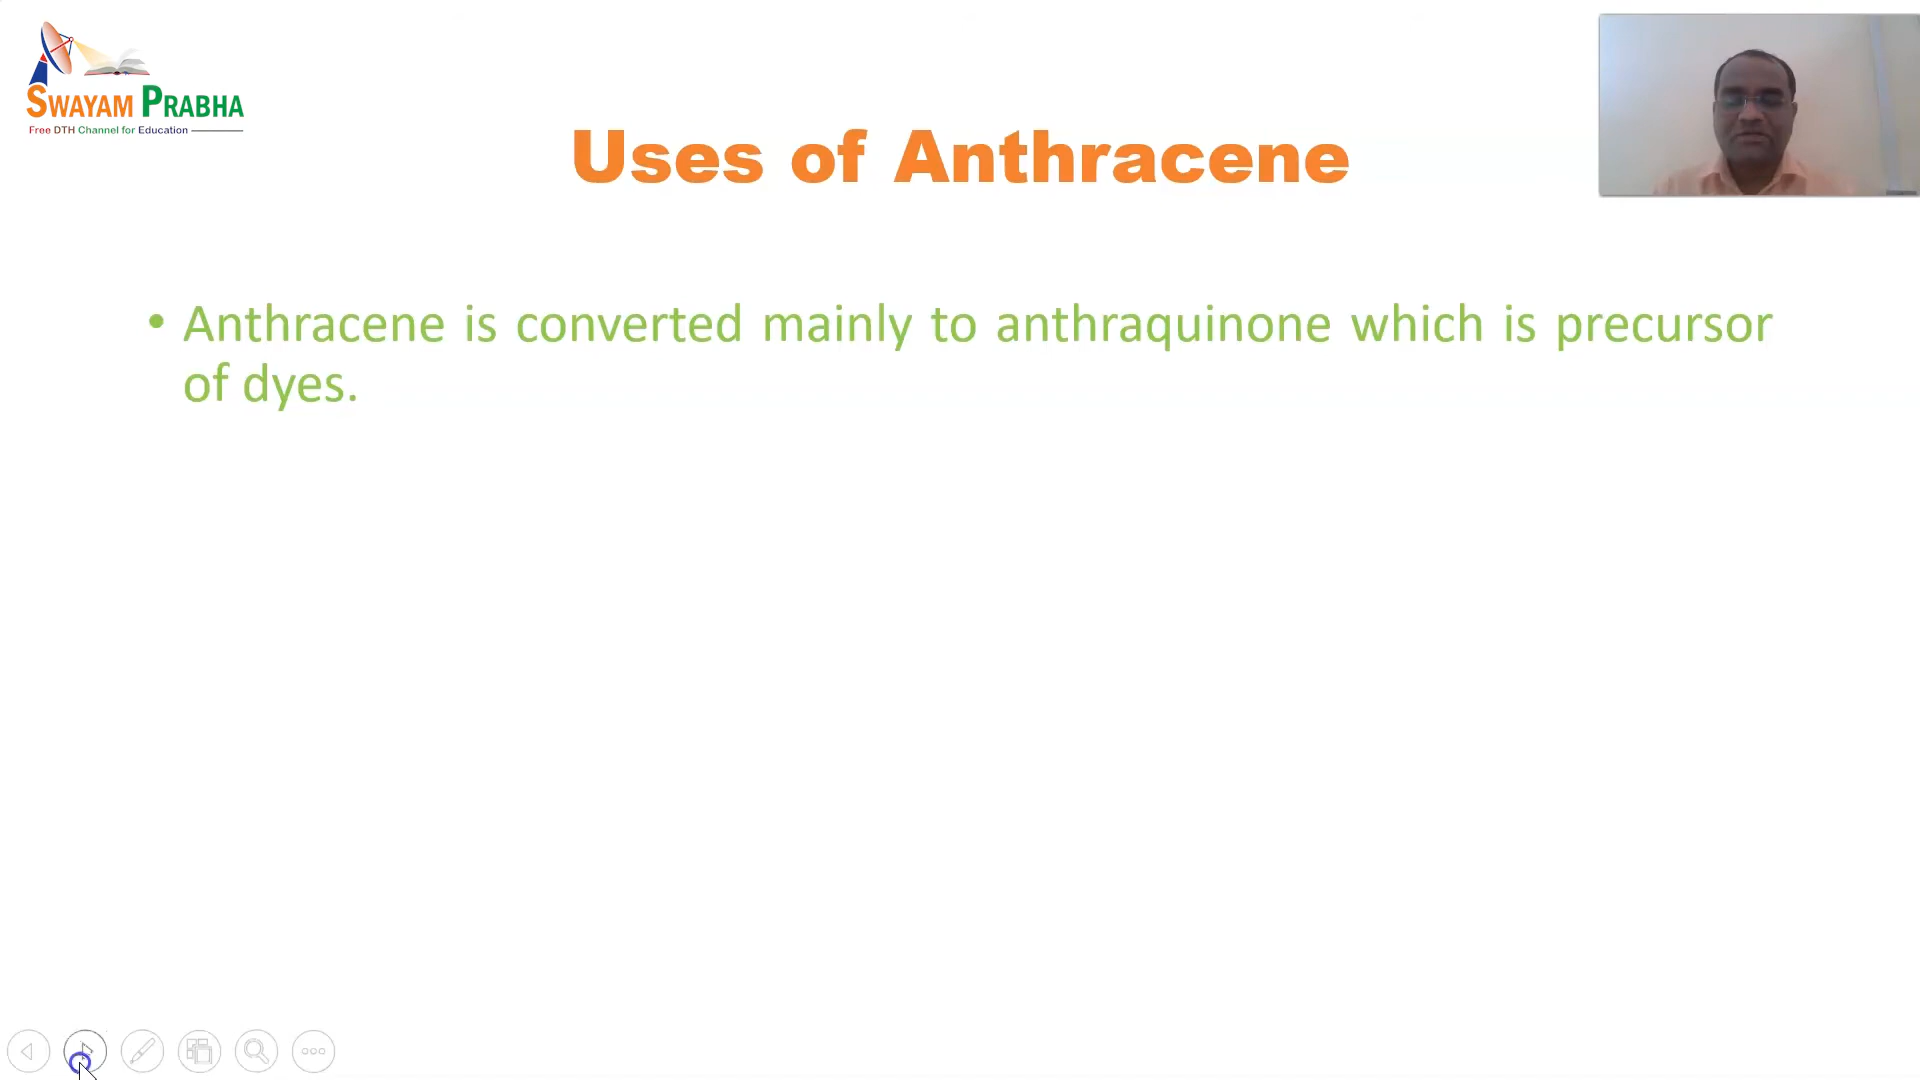 SWAYAM PRABHA
Free DTH Channel for Education
Uses of Anthracene
• Anthracene is converted mainly to anthraquinone which is precursor
of dyes.